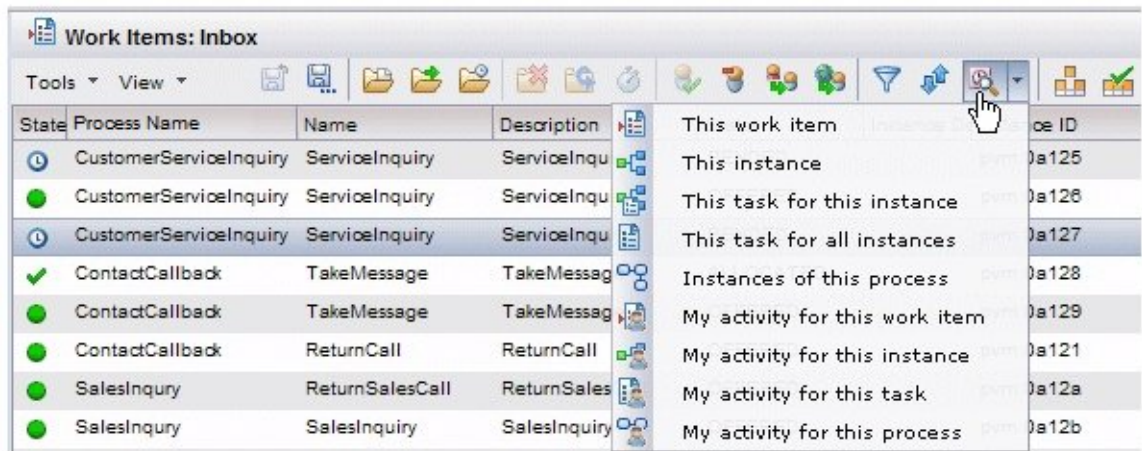 Work Items: Inbox
Tools View
State Process Name Name Description ce ID
CustomerServiceInquiry ServiceInquiry ServiceInqu 0a125
CustomerServiceInquiry ServiceInquiry ServiceInqu 0a126
CustomerServiceInquiry ServiceInquiry ServiceInqu 0a127
ContactCallback TakeMessage TakeMessag 0a128
ContactCallback TakeMessage TakeMessag 0a129
ContactCallback ReturnCall ReturnCall 0a121
SalesInqury ReturnSalesCall ReturnSales 0a12a
SalesInqury SalesInquiry SalesInquiry 0a12b
This work item
This instance
This task for this instance
This task for all instances
Instances of this process
My activity for this work item
My activity for this instance
My activity for this task
My activity for this process